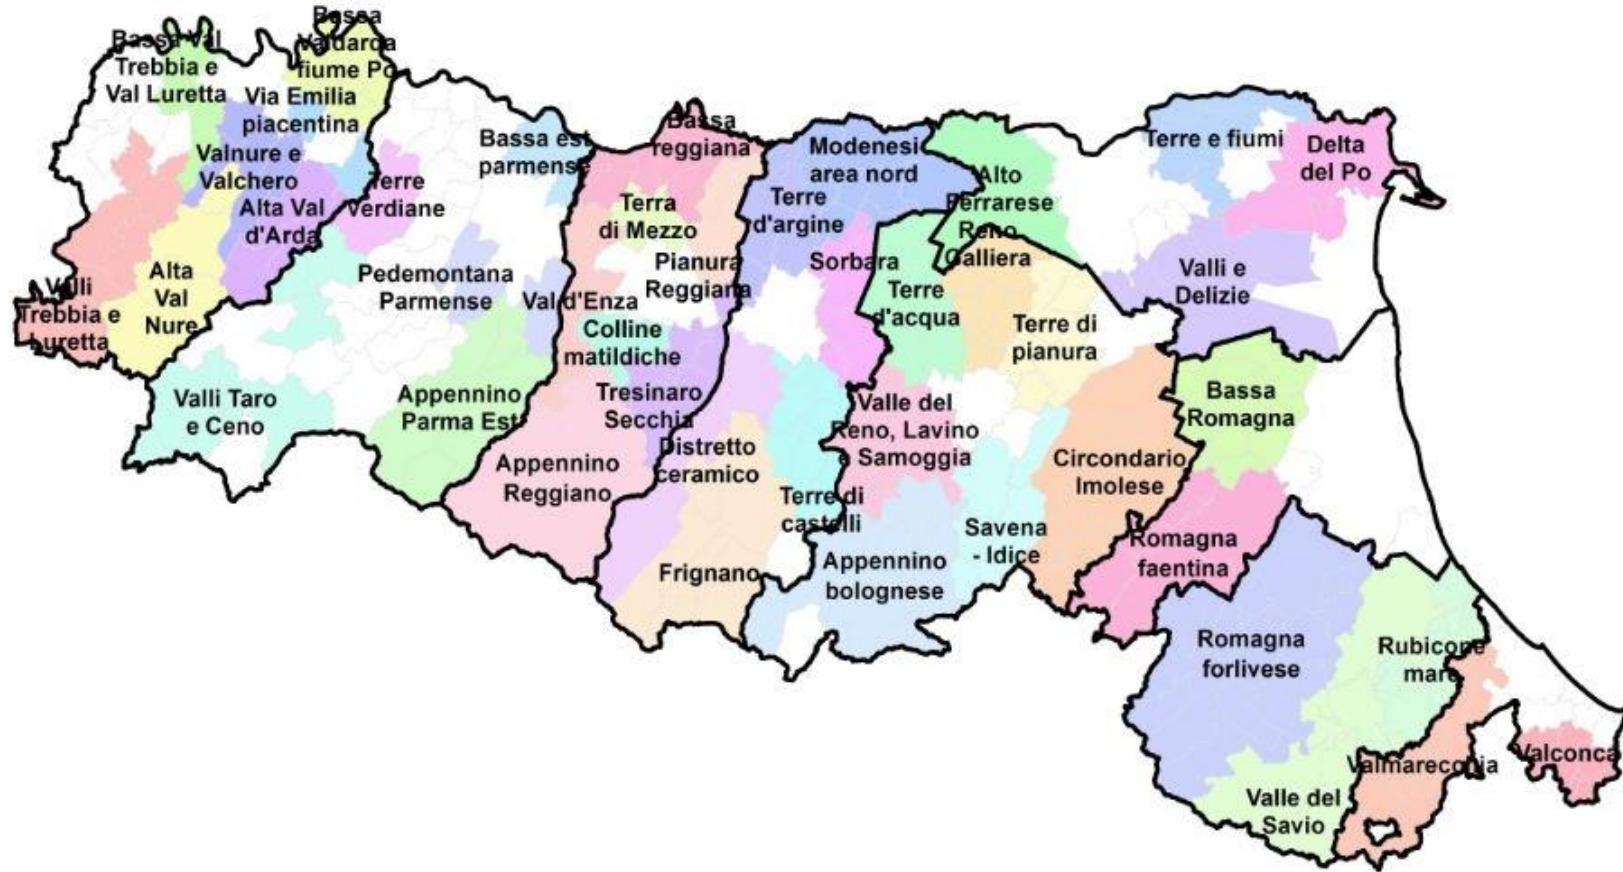 Bassa Val
Trebbia e
Val Luretta
Bassa
Valdarda
fiume Po
Via Emilia
piacentina
Valnure e
Valchero
Alta Val
d'Arda
Alta
Val
Nure
Valli
Trebbia e
Luretta
Terre
Verdiane
Bassa est
parmense
Pedemontana
Parmense
Valli Taro
e Ceno
Appennino
Parma Est
Bassa
reggiana
Terra
di Mezzo
Pianura
Reggiana
Val d'Enza
Colline
matildiche
Tresinaro
Secchia
Appennino
Reggiano
Modenesi
area nord
Terre
d'argine
Sorbara
Distretto
ceramico
Terre di
castelli
Frignano
Alto
Ferrarese
Reno
Galliera
Terre
d'acqua
Terre di
pianura
Valle del
Reno, Lavino
e Samoggia
Appennino
bolognese
Savena
- Idice
Circondario
Imolese
Terre e fiumi
Delta
del Po
Valli e
Delizie
Bassa
Romagna
Romagna
faentina
Romagna
forlivese
Rubicone
mare
Valle del
Savio
Valmarecchia
Valconca